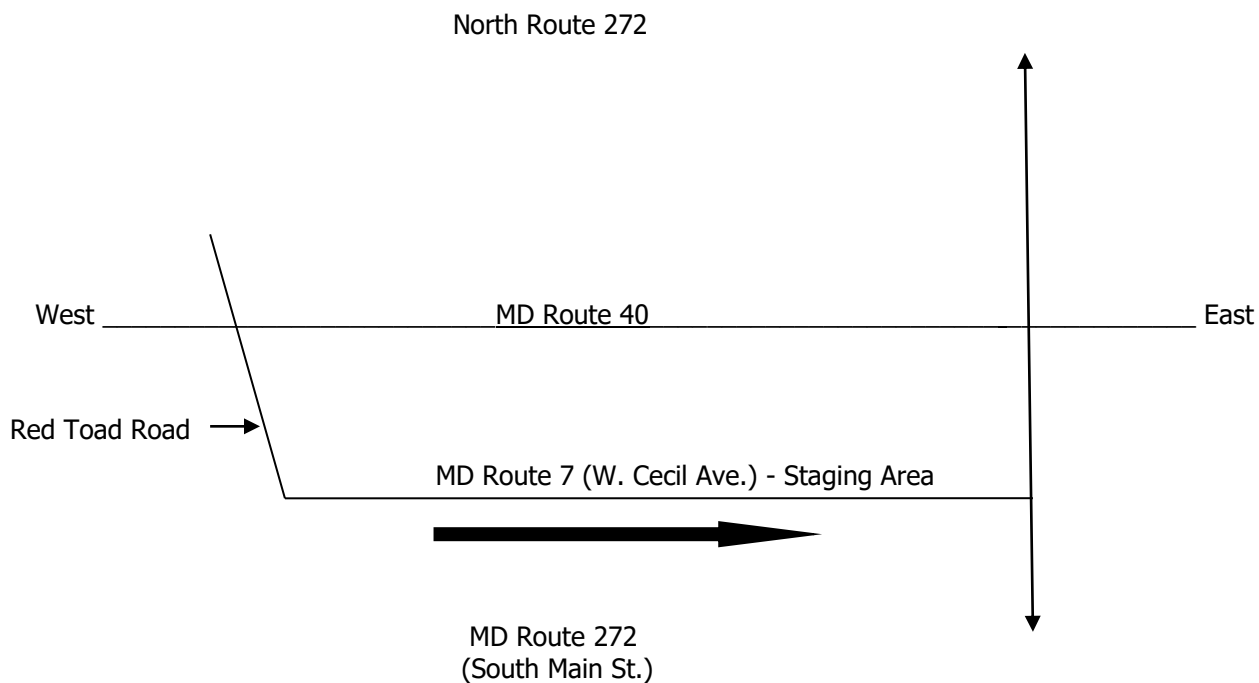 North Route 272
West MD Route 40 East
Red Toad Road
MD Route 7 (W. Cecil Ave.) - Staging Area
MD Route 272
(South Main St.)